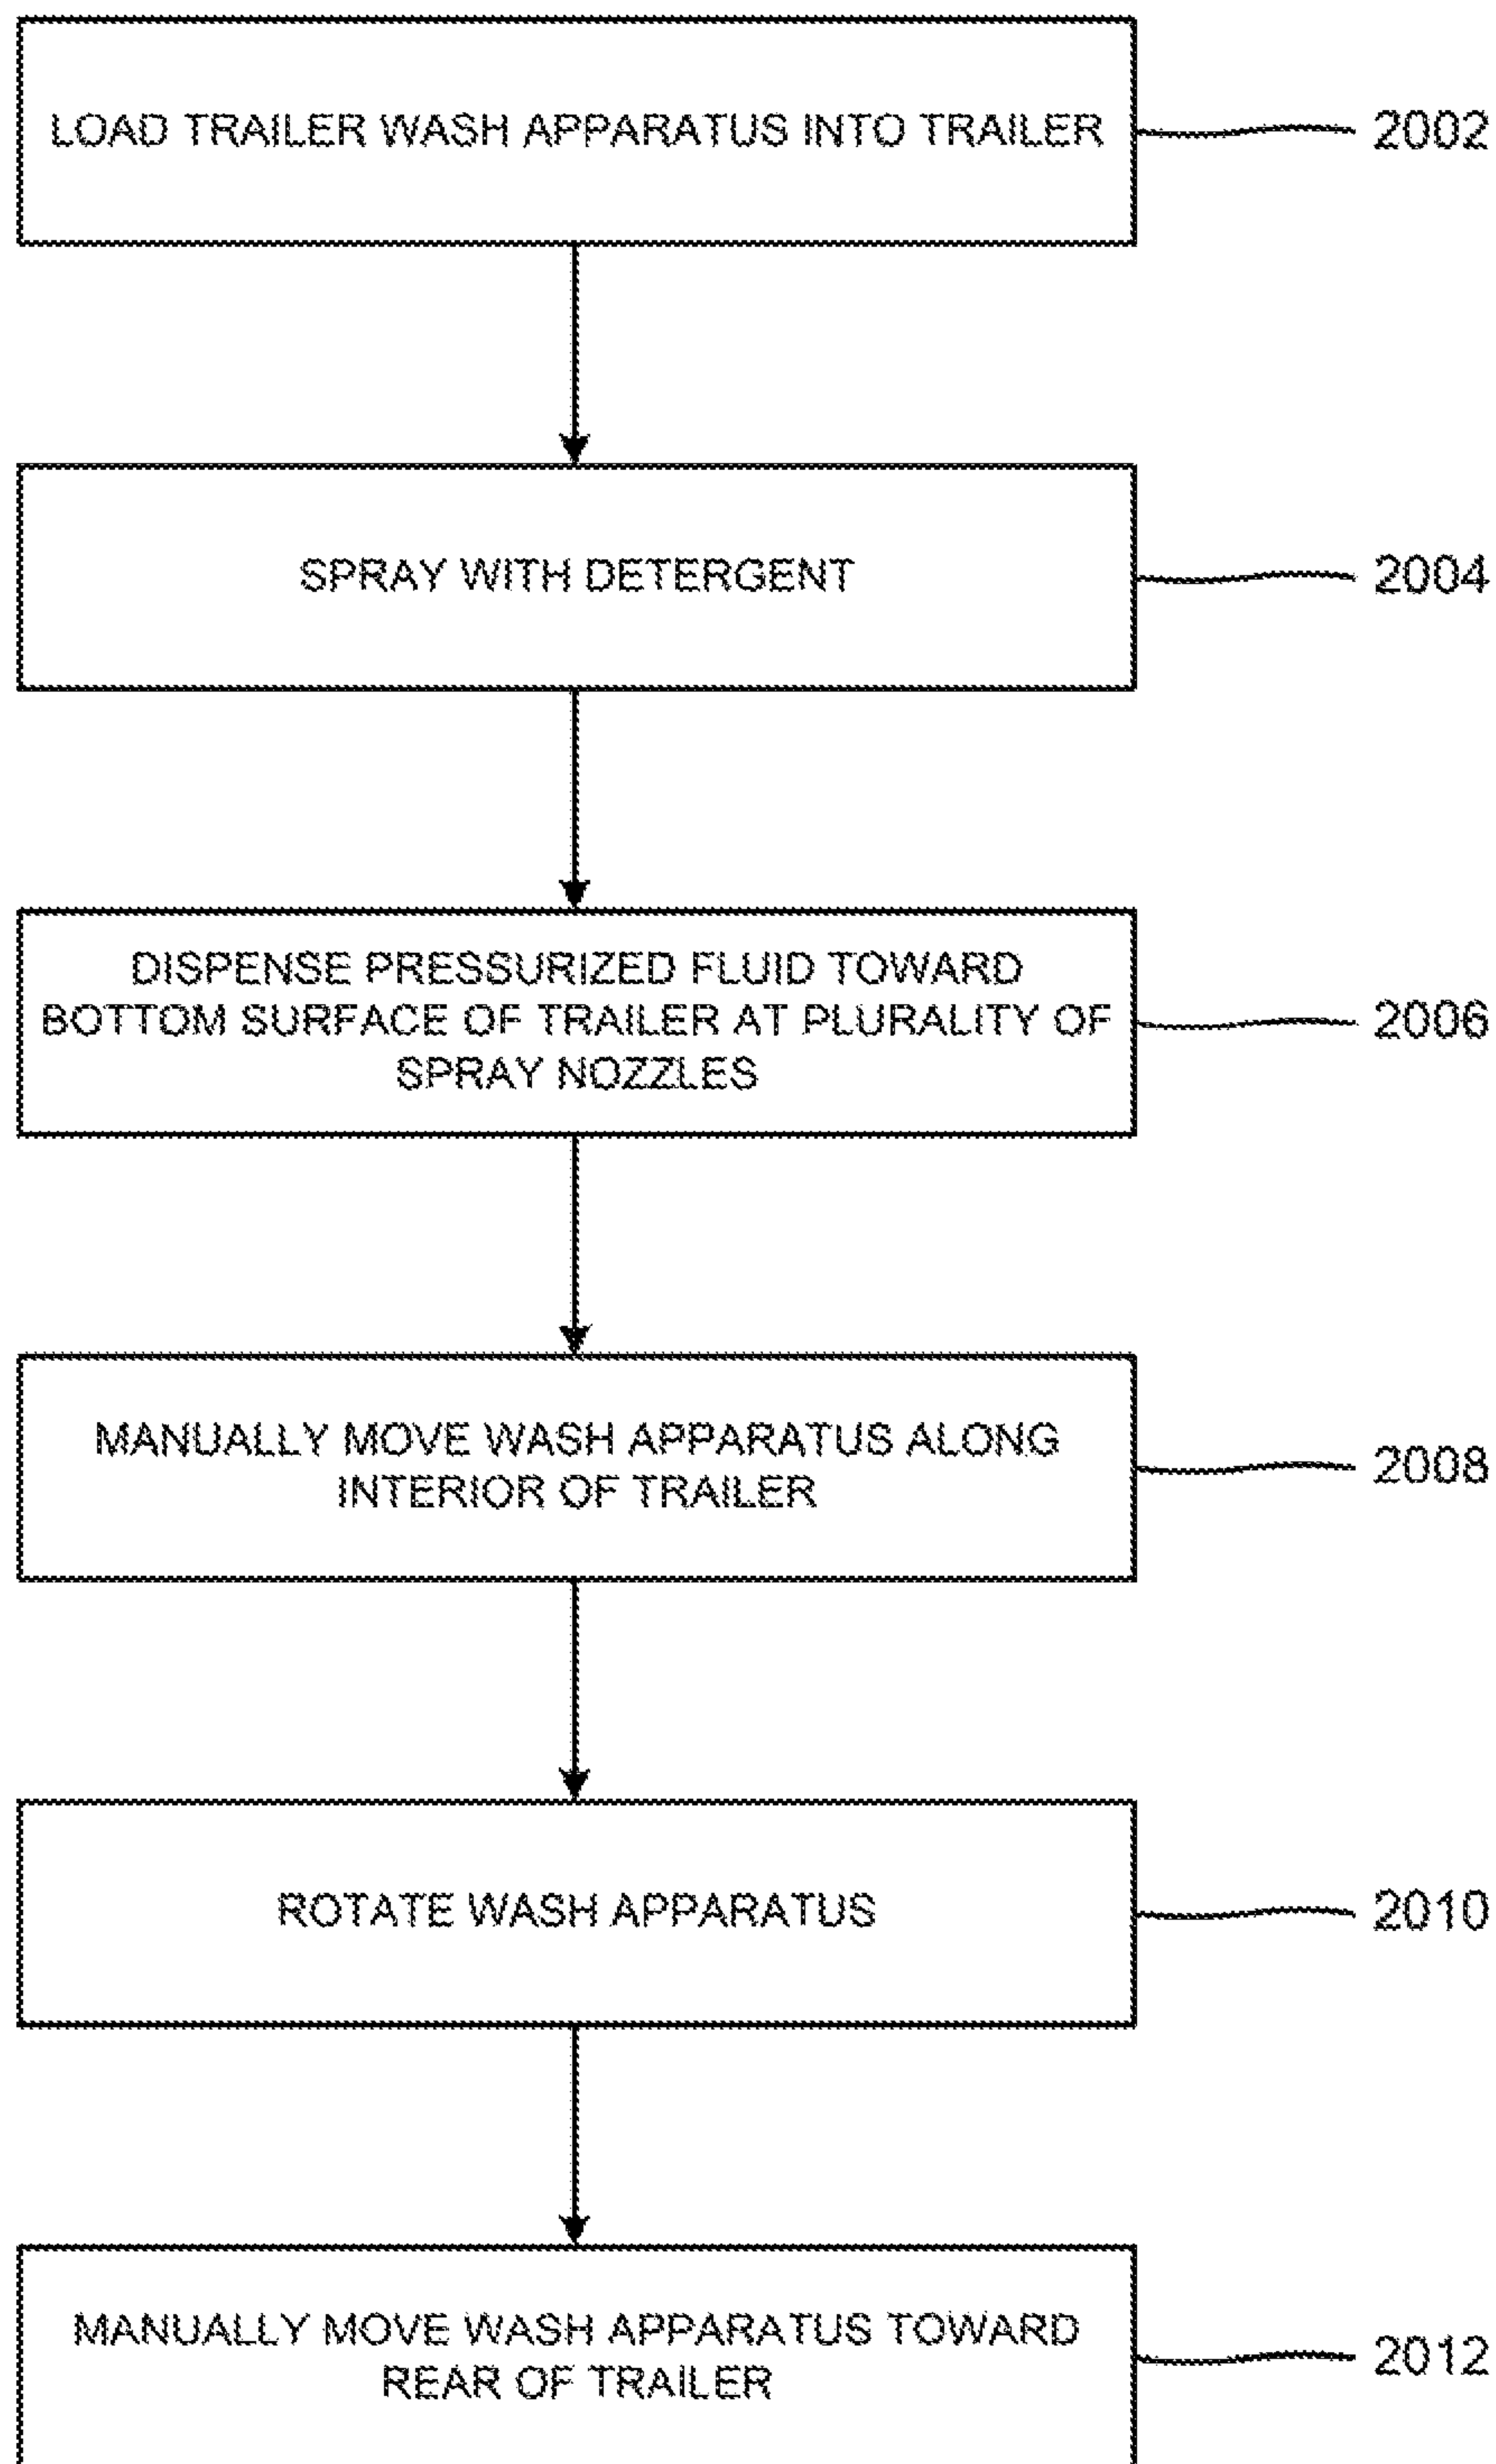 LOAD TRAILER WASH APPARATUS INTO TRAILER
2002
SPRAY WITH DETERGENT
2004
DISPENSE PRESSURIZED FLUID TOWARD
BOTTOM SURFACE OF TRAILER AT PLURALITY OF
SPRAY NOZZLES
2006
MANUALLY MOVE WASH APPARATUS ALONG
INTERIOR OF TRAILER
2008
ROTATE WASH APPARATUS
2010
MANUALLY MOVE WASH APPARATUS TOWARD
REAR OF TRAILER
2012